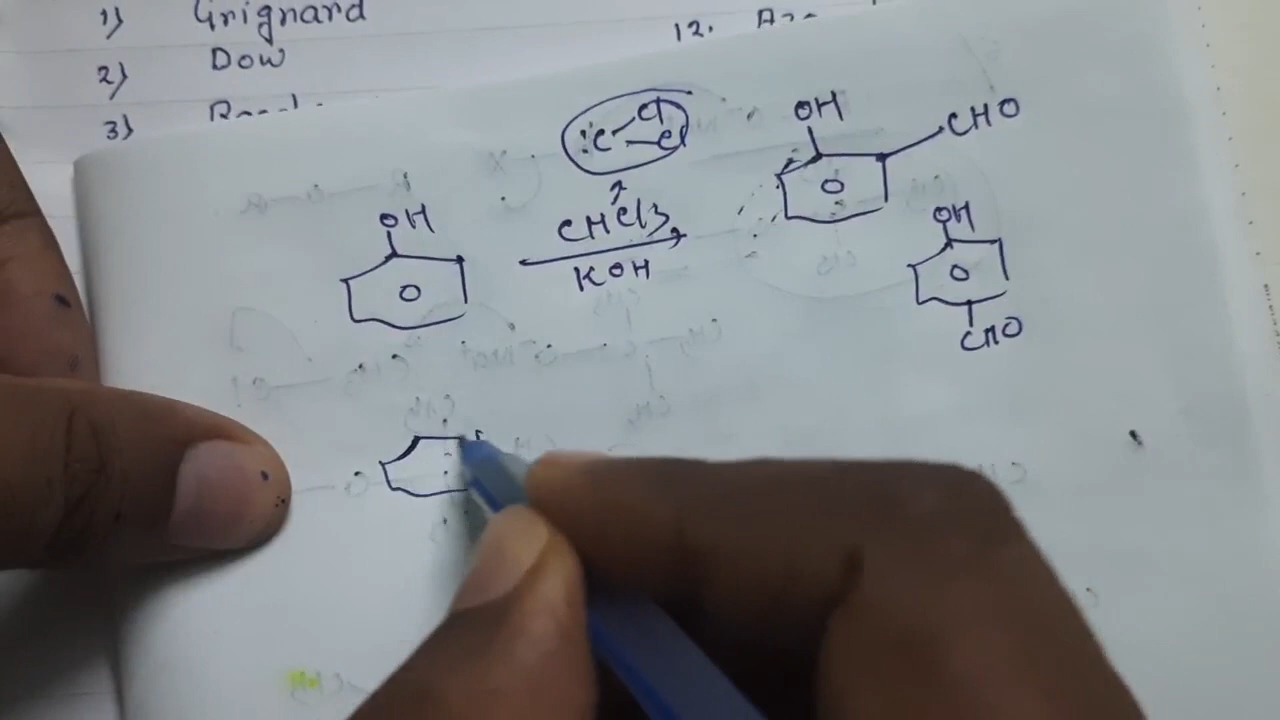 1) Grignard
2) Dow
3)
12.
:C Cl Cl
OH
CHO
CHCl3
KOH
OH
O
O
OH
O
CHO